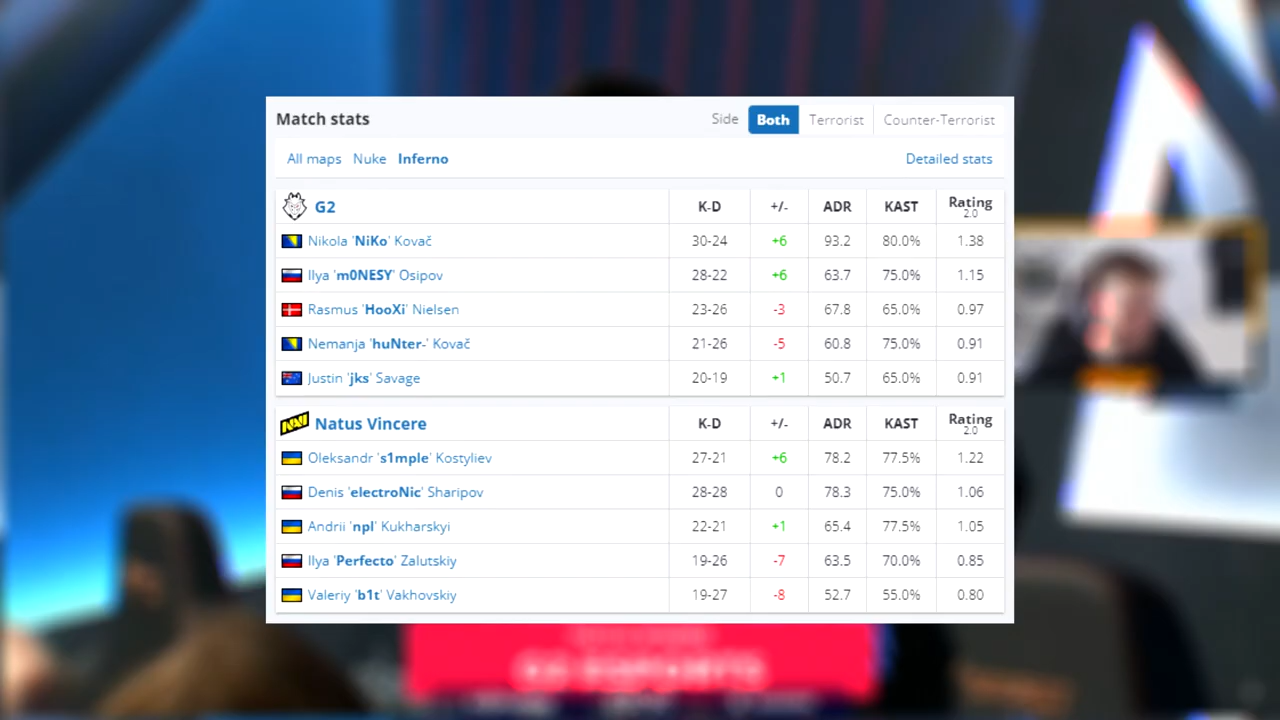 Match stats Side Both Terrorist Counter-Terrorist
All maps Nuke Inferno Detailed stats
G2 K-D +/- ADR KAST Rating 2.0
Nikola 'NiKo' Kovač 30-24 +6 93.2 80.0% 1.38
Ilya 'm0NESY' Osipov 28-22 +6 63.7 75.0% 1.15
Rasmus 'HooXi' Nielsen 23-26 -3 67.8 65.0% 0.97
Nemanja 'huNter-' Kovač 21-26 -5 60.8 75.0% 0.91
Justin 'jks' Savage 20-19 +1 50.7 65.0% 0.91
NAVI Natus Vincere K-D +/- ADR KAST Rating 2.0
Oleksandr 's1mple' Kostyliev 27-21 +6 78.2 77.5% 1.22
Denis 'electroNic' Sharipov 28-28 0 78.3 75.0% 1.06
Andrii 'npl' Kukharskyi 22-21 +1 65.4 77.5% 1.05
Ilya 'Perfecto' Zalutskiy 19-26 -7 63.5 70.0% 0.85
Valeriy 'b1t' Vakhovskiy 19-27 -8 52.7 55.0% 0.80
G2 ESPORTS